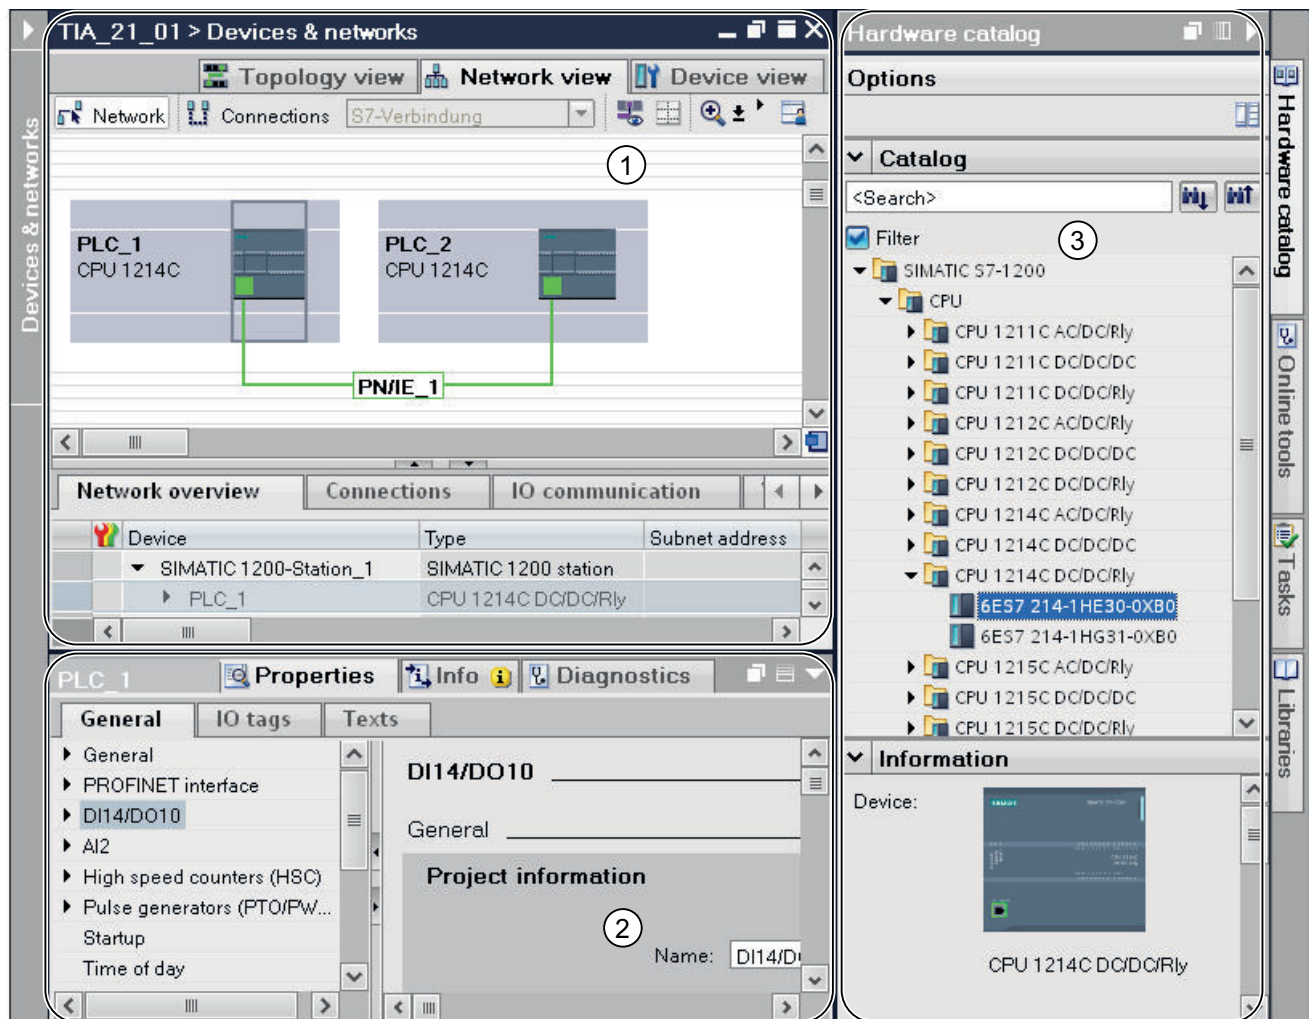 TIA_21_01 > Devices & networks
Topology view
Network view
Device view
Network
Connections
S7-Verbindung
1
PLC_1
CPU 1214C
PLC_2
CPU 1214C
PN/IE_1
Network overview
Connections
IO communication
Device
Type
Subnet address
SIMATIC 1200-Station_1
SIMATIC 1200 station
PLC_1
CPU 1214C DC/DC/Rly
Devices & networks
PLC_1
Properties
Info
Diagnostics
General
IO tags
Texts
General
PROFINET interface
DI14/DO10
AI2
High speed counters (HSC)
Pulse generators (PTO/PW...
Startup
Time of day
DI14/DO10
General
Project information
2
Name:
DI14/D
Hardware catalog
Options
Catalog
<Search>
Filter
3
SIMATIC S7-1200
CPU
CPU 1211C AC/DC/Rly
CPU 1211C DC/DC/DC
CPU 1211C DC/DC/Rly
CPU 1212C AC/DC/Rly
CPU 1212C DC/DC/DC
CPU 1212C DC/DC/Rly
CPU 1214C AC/DC/Rly
CPU 1214C DC/DC/DC
CPU 1214C DC/DC/Rly
6ES7 214-1HE30-0XB0
6ES7 214-1HG31-0XB0
CPU 1215C AC/DC/Rly
CPU 1215C DC/DC/DC
CPU 1215C DC/DC/Rly
Information
Device:
SIEMENS
CPU 1214C DC/DC/Rly
Hardware catalog
Online tools
Tasks
Libraries